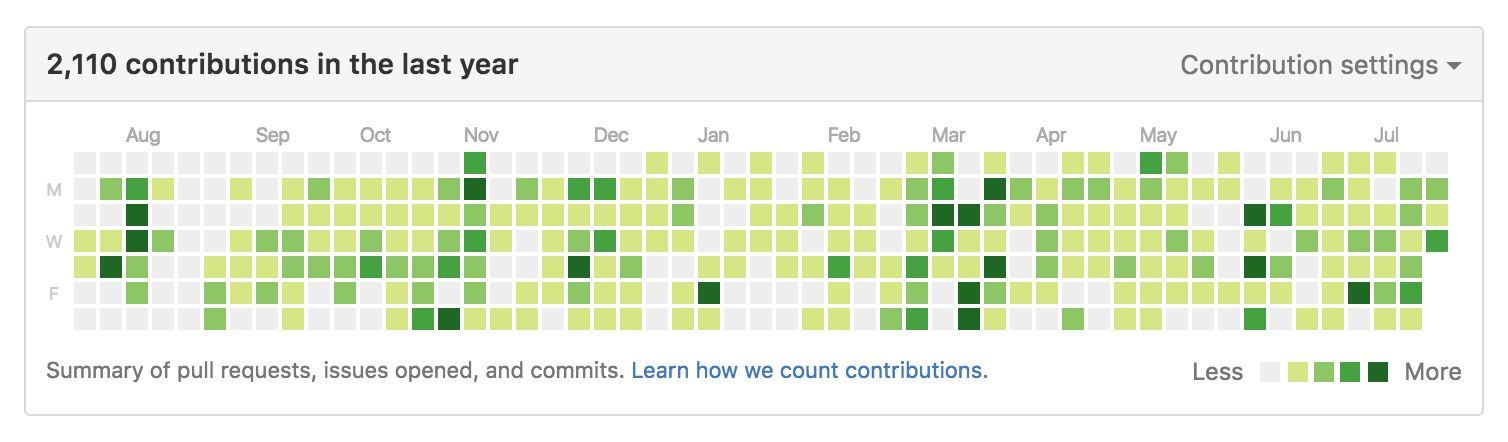 2,110 contributions in the last year
Contribution settings
Aug Sep Oct Nov Dec Jan Feb Mar Apr May Jun Jul
M
W
F
Summary of pull requests, issues opened, and commits. Learn how we count contributions.
Less More